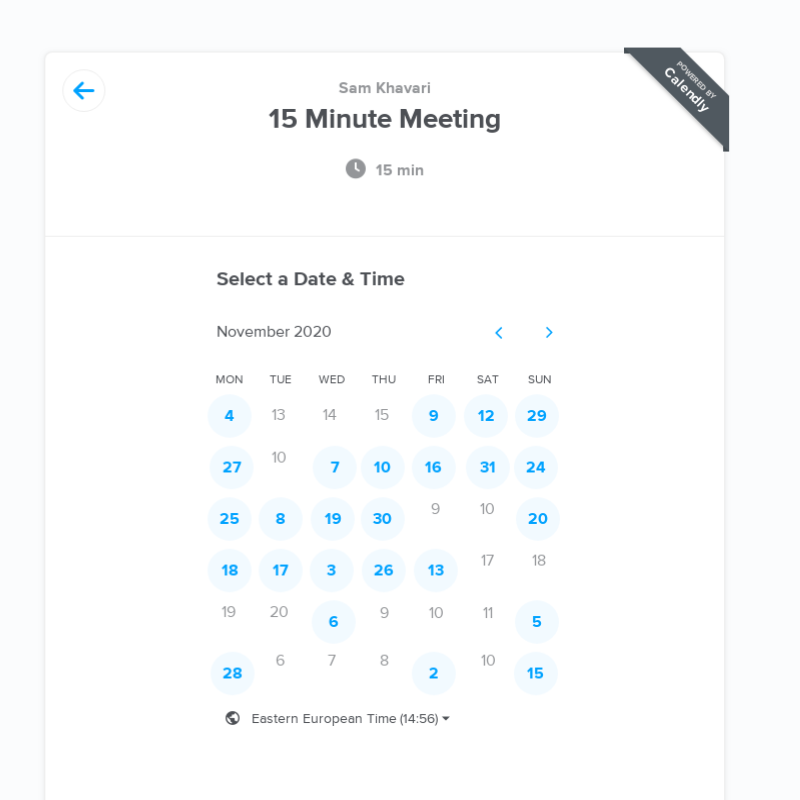 Sam Khavari
15 Minute Meeting
15 min
POWERED BY
Calendly
Select a Date & Time
November 2020
MON TUE WED THU FRI SAT SUN
4 13 14 15 9 12 29
27 10 7 10 16 31 24
25 8 19 30 9 10 20
18 17 3 26 13 17 18
19 20 6 9 10 11 5
28 6 7 8 2 10 15
Eastern European Time (14:56)